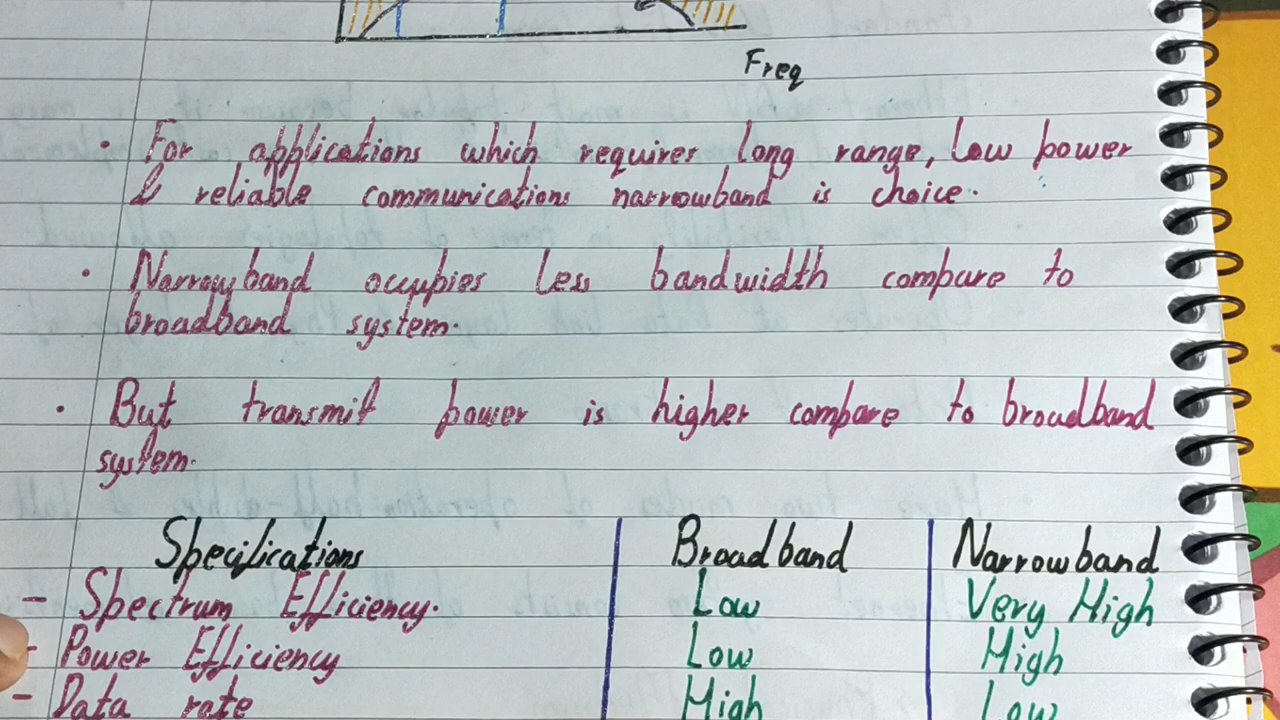 Freq
• For applications which requires long range, low power
& reliable communications narrowband is choice.
• Narrowband occupies less bandwidth compare to
broadband system.
• But transmit power is higher compare to broadband
system.
Specifications Broadband Narrowband
- Spectrum Efficiency. Low Very High
- Power Efficiency Low High
- Data rate High Low